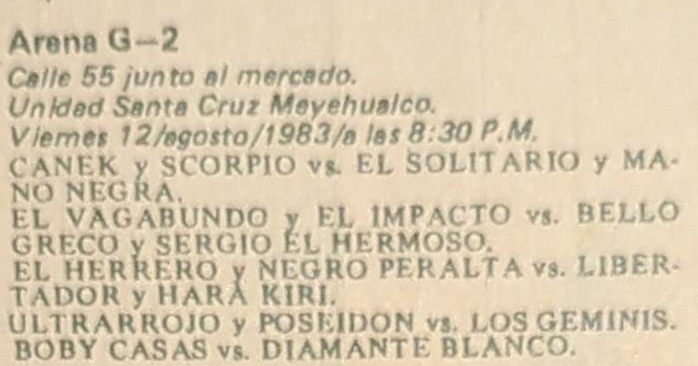 Arena G-2
Calle 55 junto al mercado.
Unidad Santa Cruz Meyehualco.
Viernes 12/agosto/1983/a las 8:30 P.M.
CANEK y SCORPIO vs. EL SOLITARIO y MA-
NO NEGRA.
EL VAGABUNDO y EL IMPACTO vs. BELLO
GRECO y SERGIO EL HERMOSO.
EL HERRERO y NEGRO PERALTA vs. LIBER-
TADOR y HARA KIRI.
ULTRARROJO y POSEIDON vs. LOS GEMINIS.
BOBY CASAS vs. DIAMANTE BLANCO.